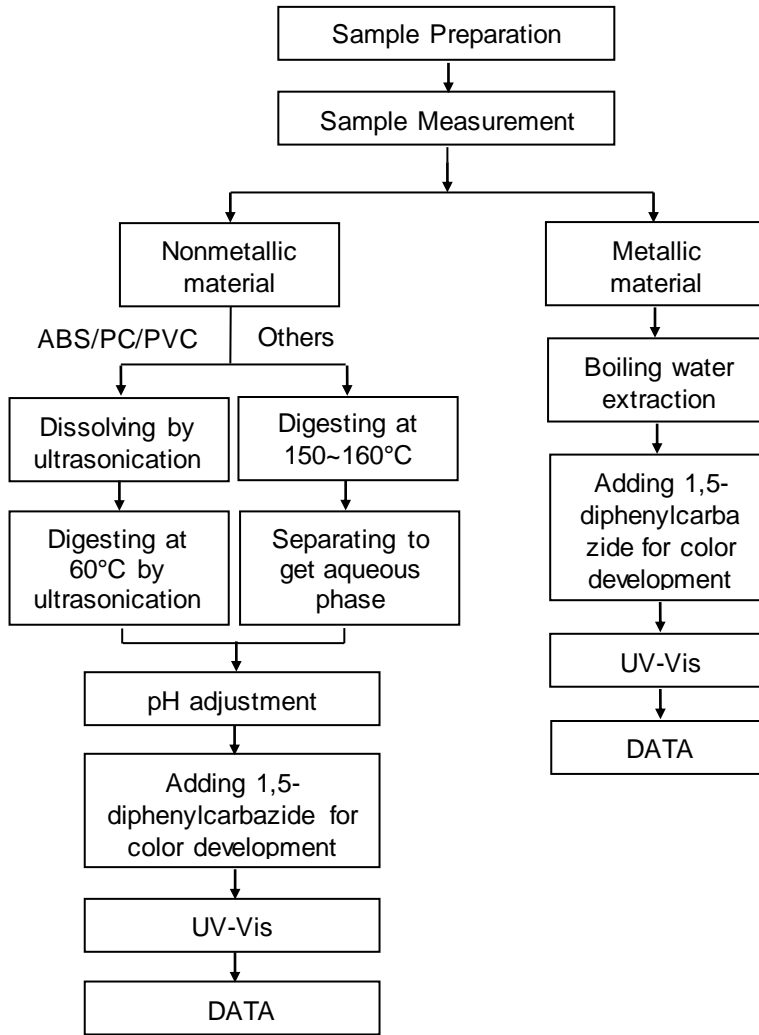 Sample Preparation
Sample Measurement
Nonmetallic
material
Metallic
material
ABS/PC/PVC
Others
Boiling water
extraction
Dissolving by
ultrasonication
Digesting at
150~160°C
Adding 1,5-
diphenylcarba
zide for color
development
Digesting at
60°C by
ultrasonication
Separating to
get aqueous
phase
UV-Vis
pH adjustment
DATA
Adding 1,5-
diphenylcarbazide for
color development
UV-Vis
DATA